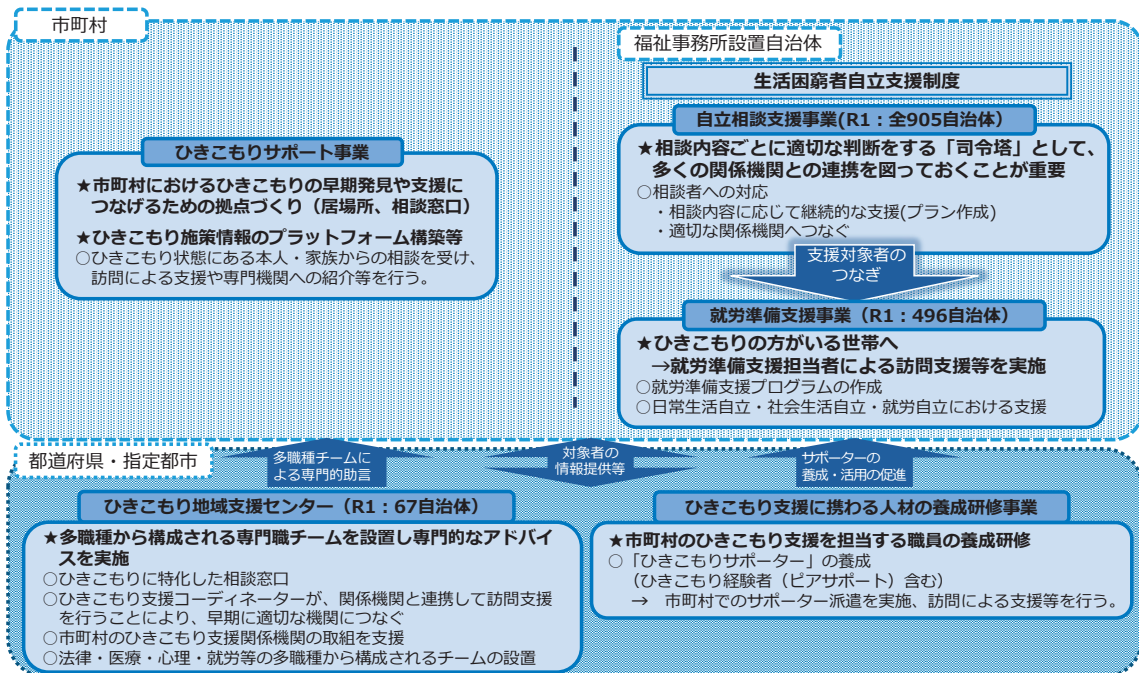 市町村
ひきこもりサポート事業
★市町村におけるひきこもりの早期発見や支援に
つなげるための拠点づくり（居場所、相談窓口）
★ひきこもり施策情報のプラットフォーム構築等
○ひきこもり状態にある本人・家族からの相談を受け、
訪問による支援や専門機関への紹介等を行う。
福祉事務所設置自治体
生活困窮者自立支援制度
自立相談支援事業(R1：全905自治体）
★相談内容ごとに適切な判断をする「司令塔」として、
多くの関係機関との連携を図っておくことが重要
○相談者への対応
・相談内容に応じて継続的な支援(プラン作成)
・適切な関係機関へつなぐ
支援対象者の
つなぎ
就労準備支援事業（R1：496自治体）
★ひきこもりの方がいる世帯へ
→就労準備支援担当者による訪問支援等を実施
○就労準備支援プログラムの作成
○日常生活自立・社会生活自立・就労自立における支援
都道府県・指定都市
多職種チームに
よる専門的助言
対象者の
情報提供等
サポーターの
養成・活用の促進
ひきこもり地域支援センター（R1：67自治体）
★多職種から構成される専門職チームを設置し専門的なアドバイ
スを実施
○ひきこもりに特化した相談窓口
○ひきこもり支援コーディネーターが、関係機関と連携して訪問支援
を行うことにより、早期に適切な機関につなぐ
○市町村のひきこもり支援関係機関の取組を支援
○法律・医療・心理・就労等の多職種から構成されるチームの設置
ひきこもり支援に携わる人材の養成研修事業
★市町村のひきこもり支援を担当する職員の養成研修
○「ひきこもりサポーター」の養成
（ひきこもり経験者（ピアサポート）含む）
→ 市町村でのサポーター派遣を実施、訪問による支援等を行う。